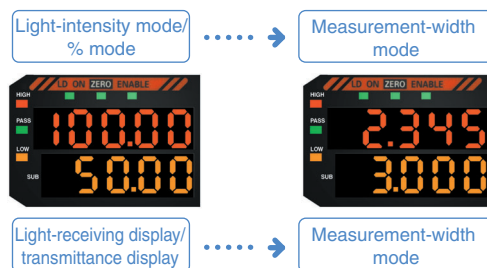 Light-intensity mode/
% mode
Measurement-width
mode
LD ON ZERO ENABLE
HIGH
PASS
100.00
LOW
SUB
50.00
LD ON ZERO ENABLE
HIGH
PASS
2.345
LOW
SUB
3.000
Light-receiving display/
transmittance display
Measurement-width
mode